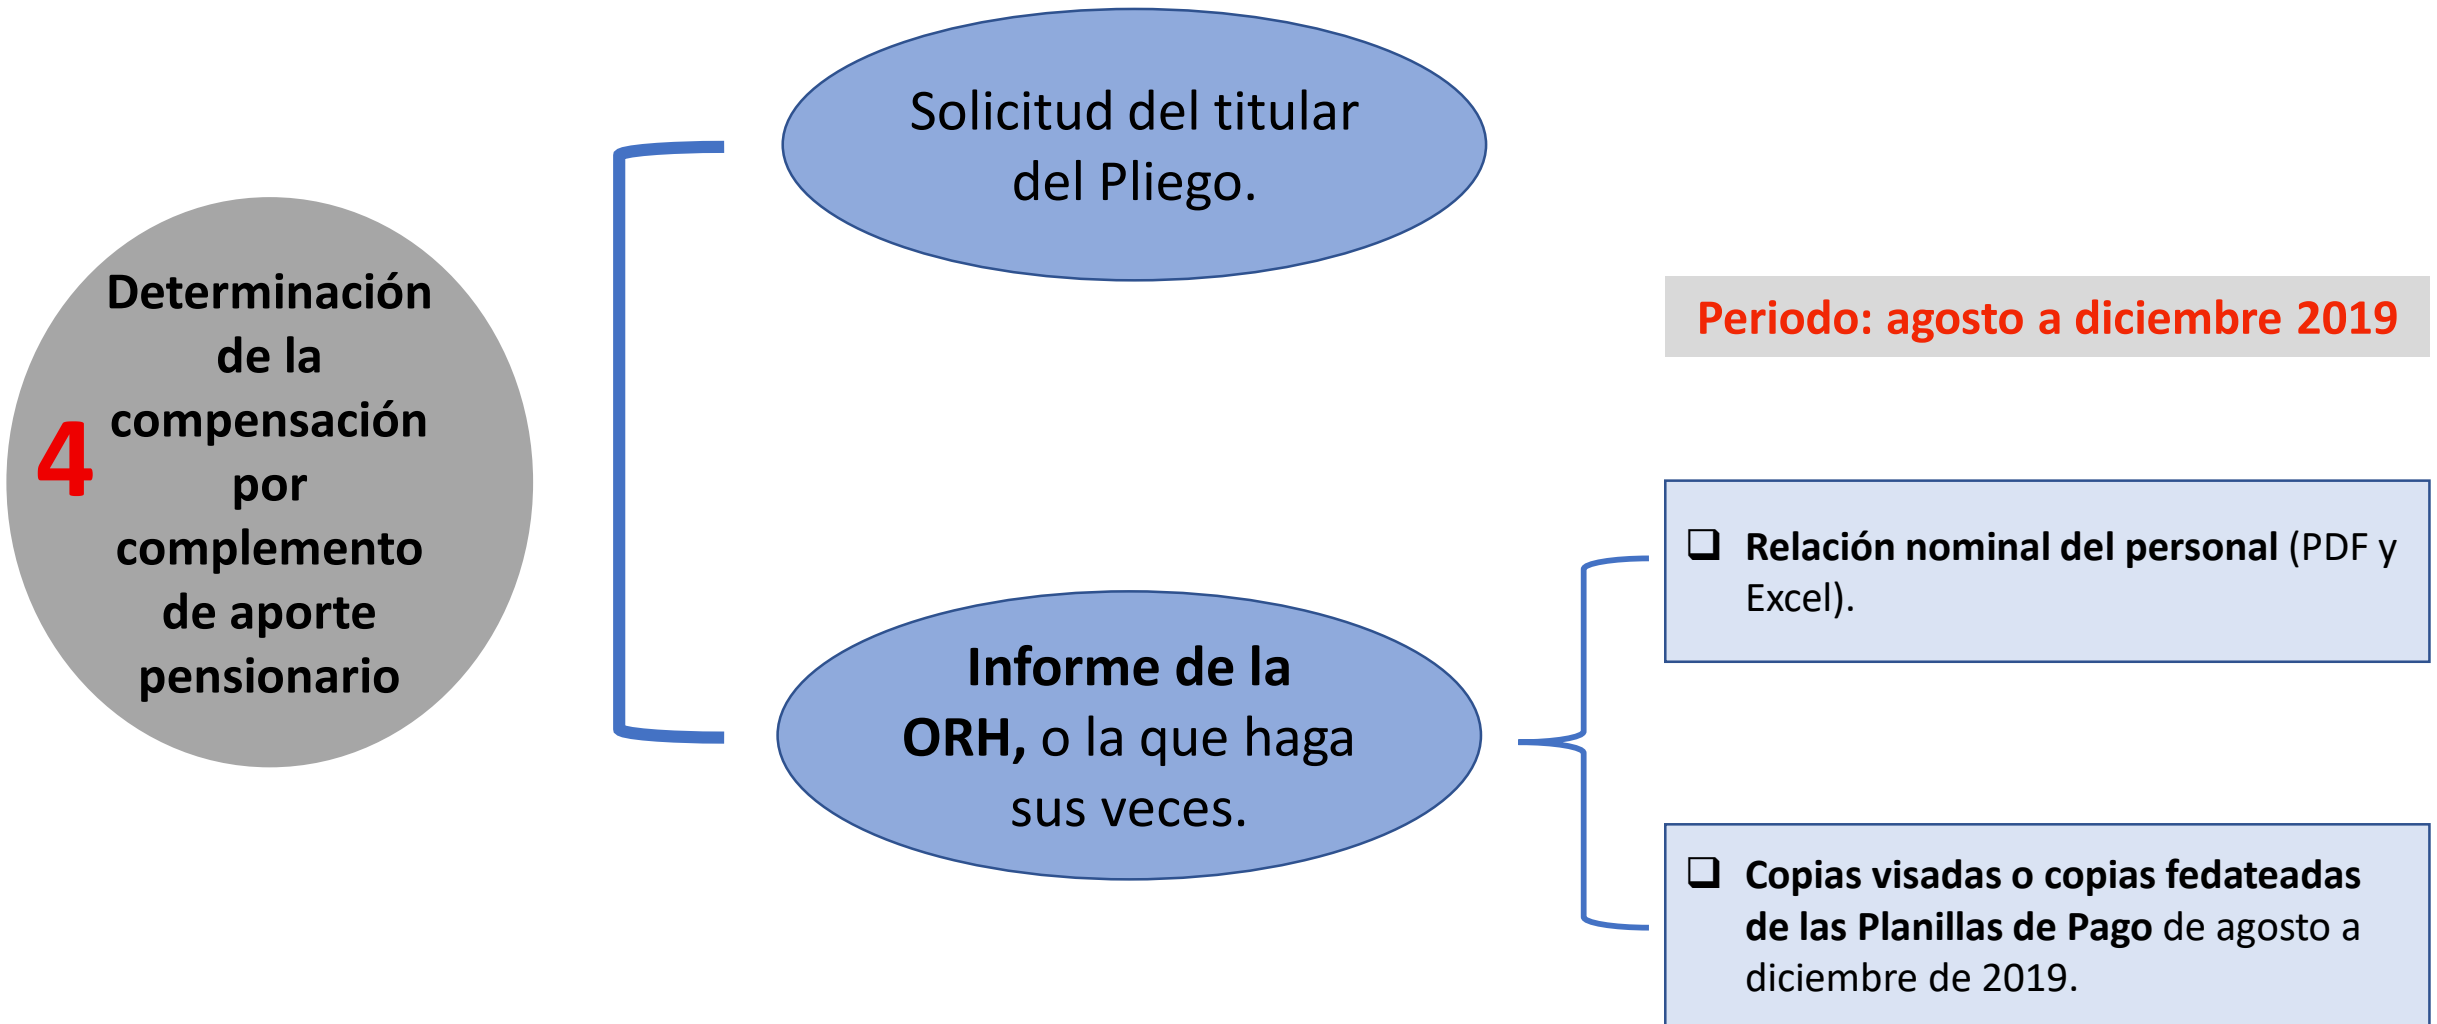 4
Determinación
de la
compensación
por
complemento
de aporte
pensionario
Solicitud del titular
del Pliego.
Informe de la
ORH, o la que haga
sus veces.
Periodo: agosto a diciembre 2019
Relación nominal del personal (PDF y
Excel).
Copias visadas o copias fedateadas
de las Planillas de Pago de agosto a
diciembre de 2019.